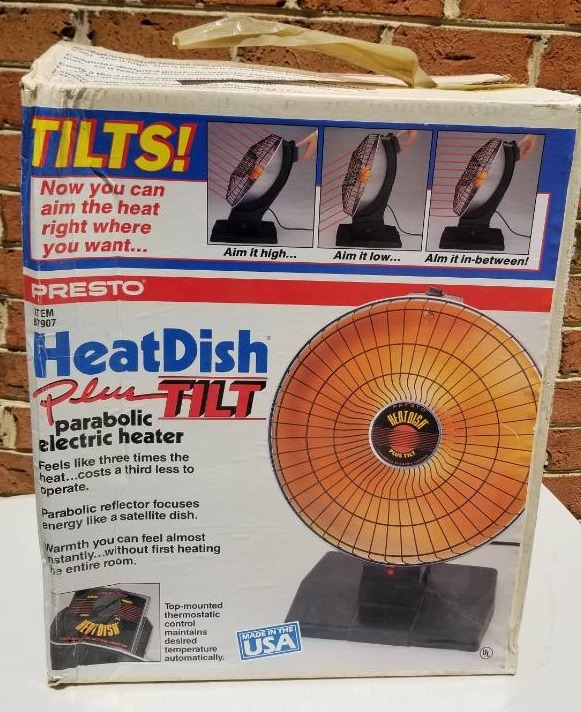 TILTS!
Now you can
aim the heat
right where
you want...
Aim it high...
Aim it low...
Aim it in-between!
PRESTO®
ITEM
07907
HeatDish®
Plus TILT
parabolic
electric heater
Feels like three times the
heat...costs a third less to
operate.
Parabolic reflector focuses
energy like a satellite dish.
Warmth you can feel almost
instantly...without first heating
the entire room.
PRESTO
HEATDISH
PLUS TILT
HEATDISH
Top-mounted
thermostatic
control
maintains
desired
temperature
automatically.
MADE IN THE
USA
UL